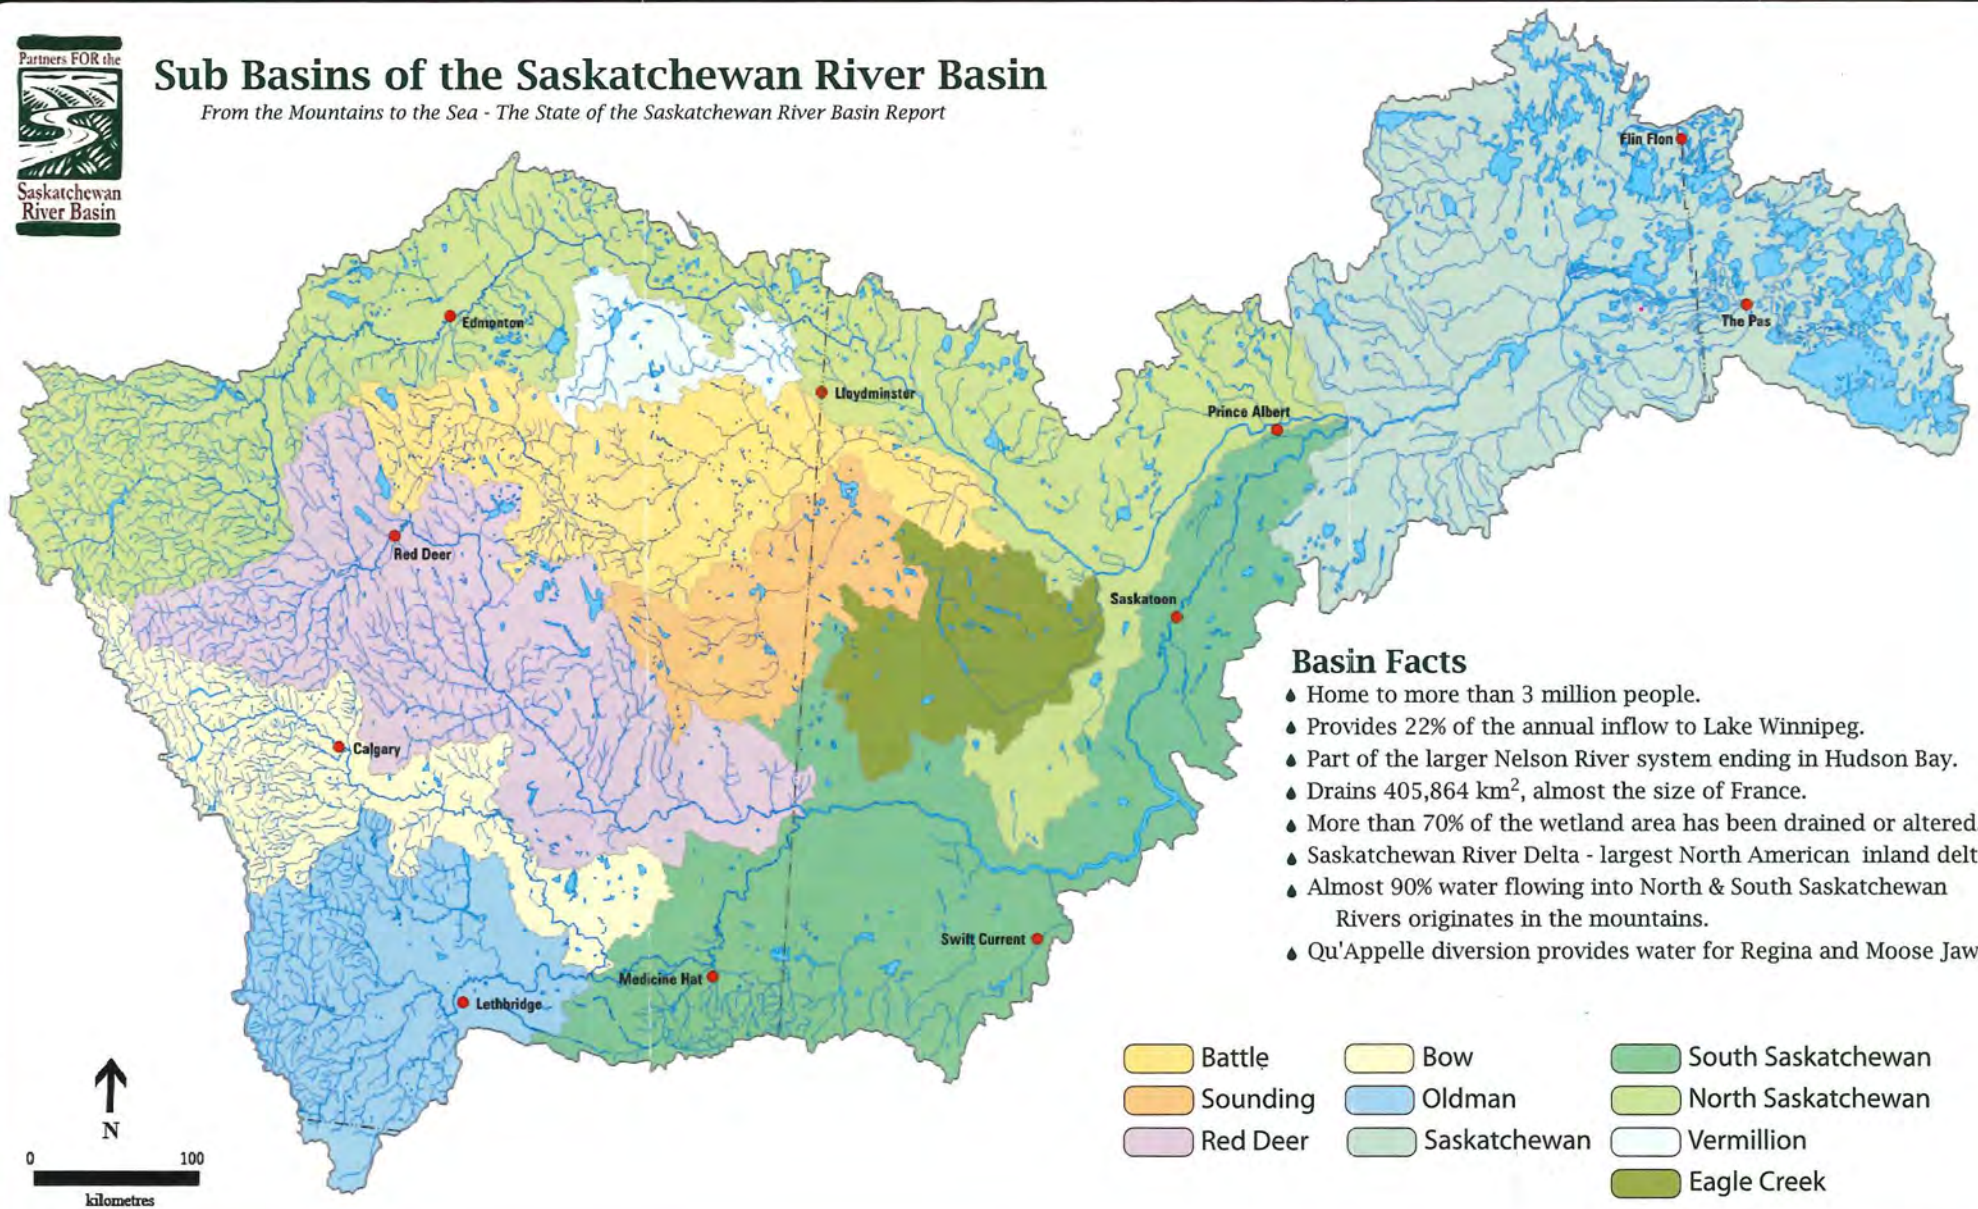 Partners FOR the
Saskatchewan
River Basin
Sub Basins of the Saskatchewan River Basin
From the Mountains to the Sea - The State of the Saskatchewan River Basin Report
Flin Flon
Edmonton
The Pas
Lloydminster
Prince Albert
Red Deer
Saskatoon
Calgary
Swift Current
Medicine Hat
Lethbridge
Basin Facts
Home to more than 3 million people.
Provides 22% of the annual inflow to Lake Winnipeg.
Part of the larger Nelson River system ending in Hudson Bay.
Drains 405,864 km², almost the size of France.
More than 70% of the wetland area has been drained or altered
Saskatchewan River Delta - largest North American inland delt
Almost 90% water flowing into North & South Saskatchewan
Rivers originates in the mountains.
Qu'Appelle diversion provides water for Regina and Moose Jaw
Battle
Sounding
Red Deer
Bow
Oldman
Saskatchewan
South Saskatchewan
North Saskatchewan
Vermillion
Eagle Creek
N
0 100
kilometres